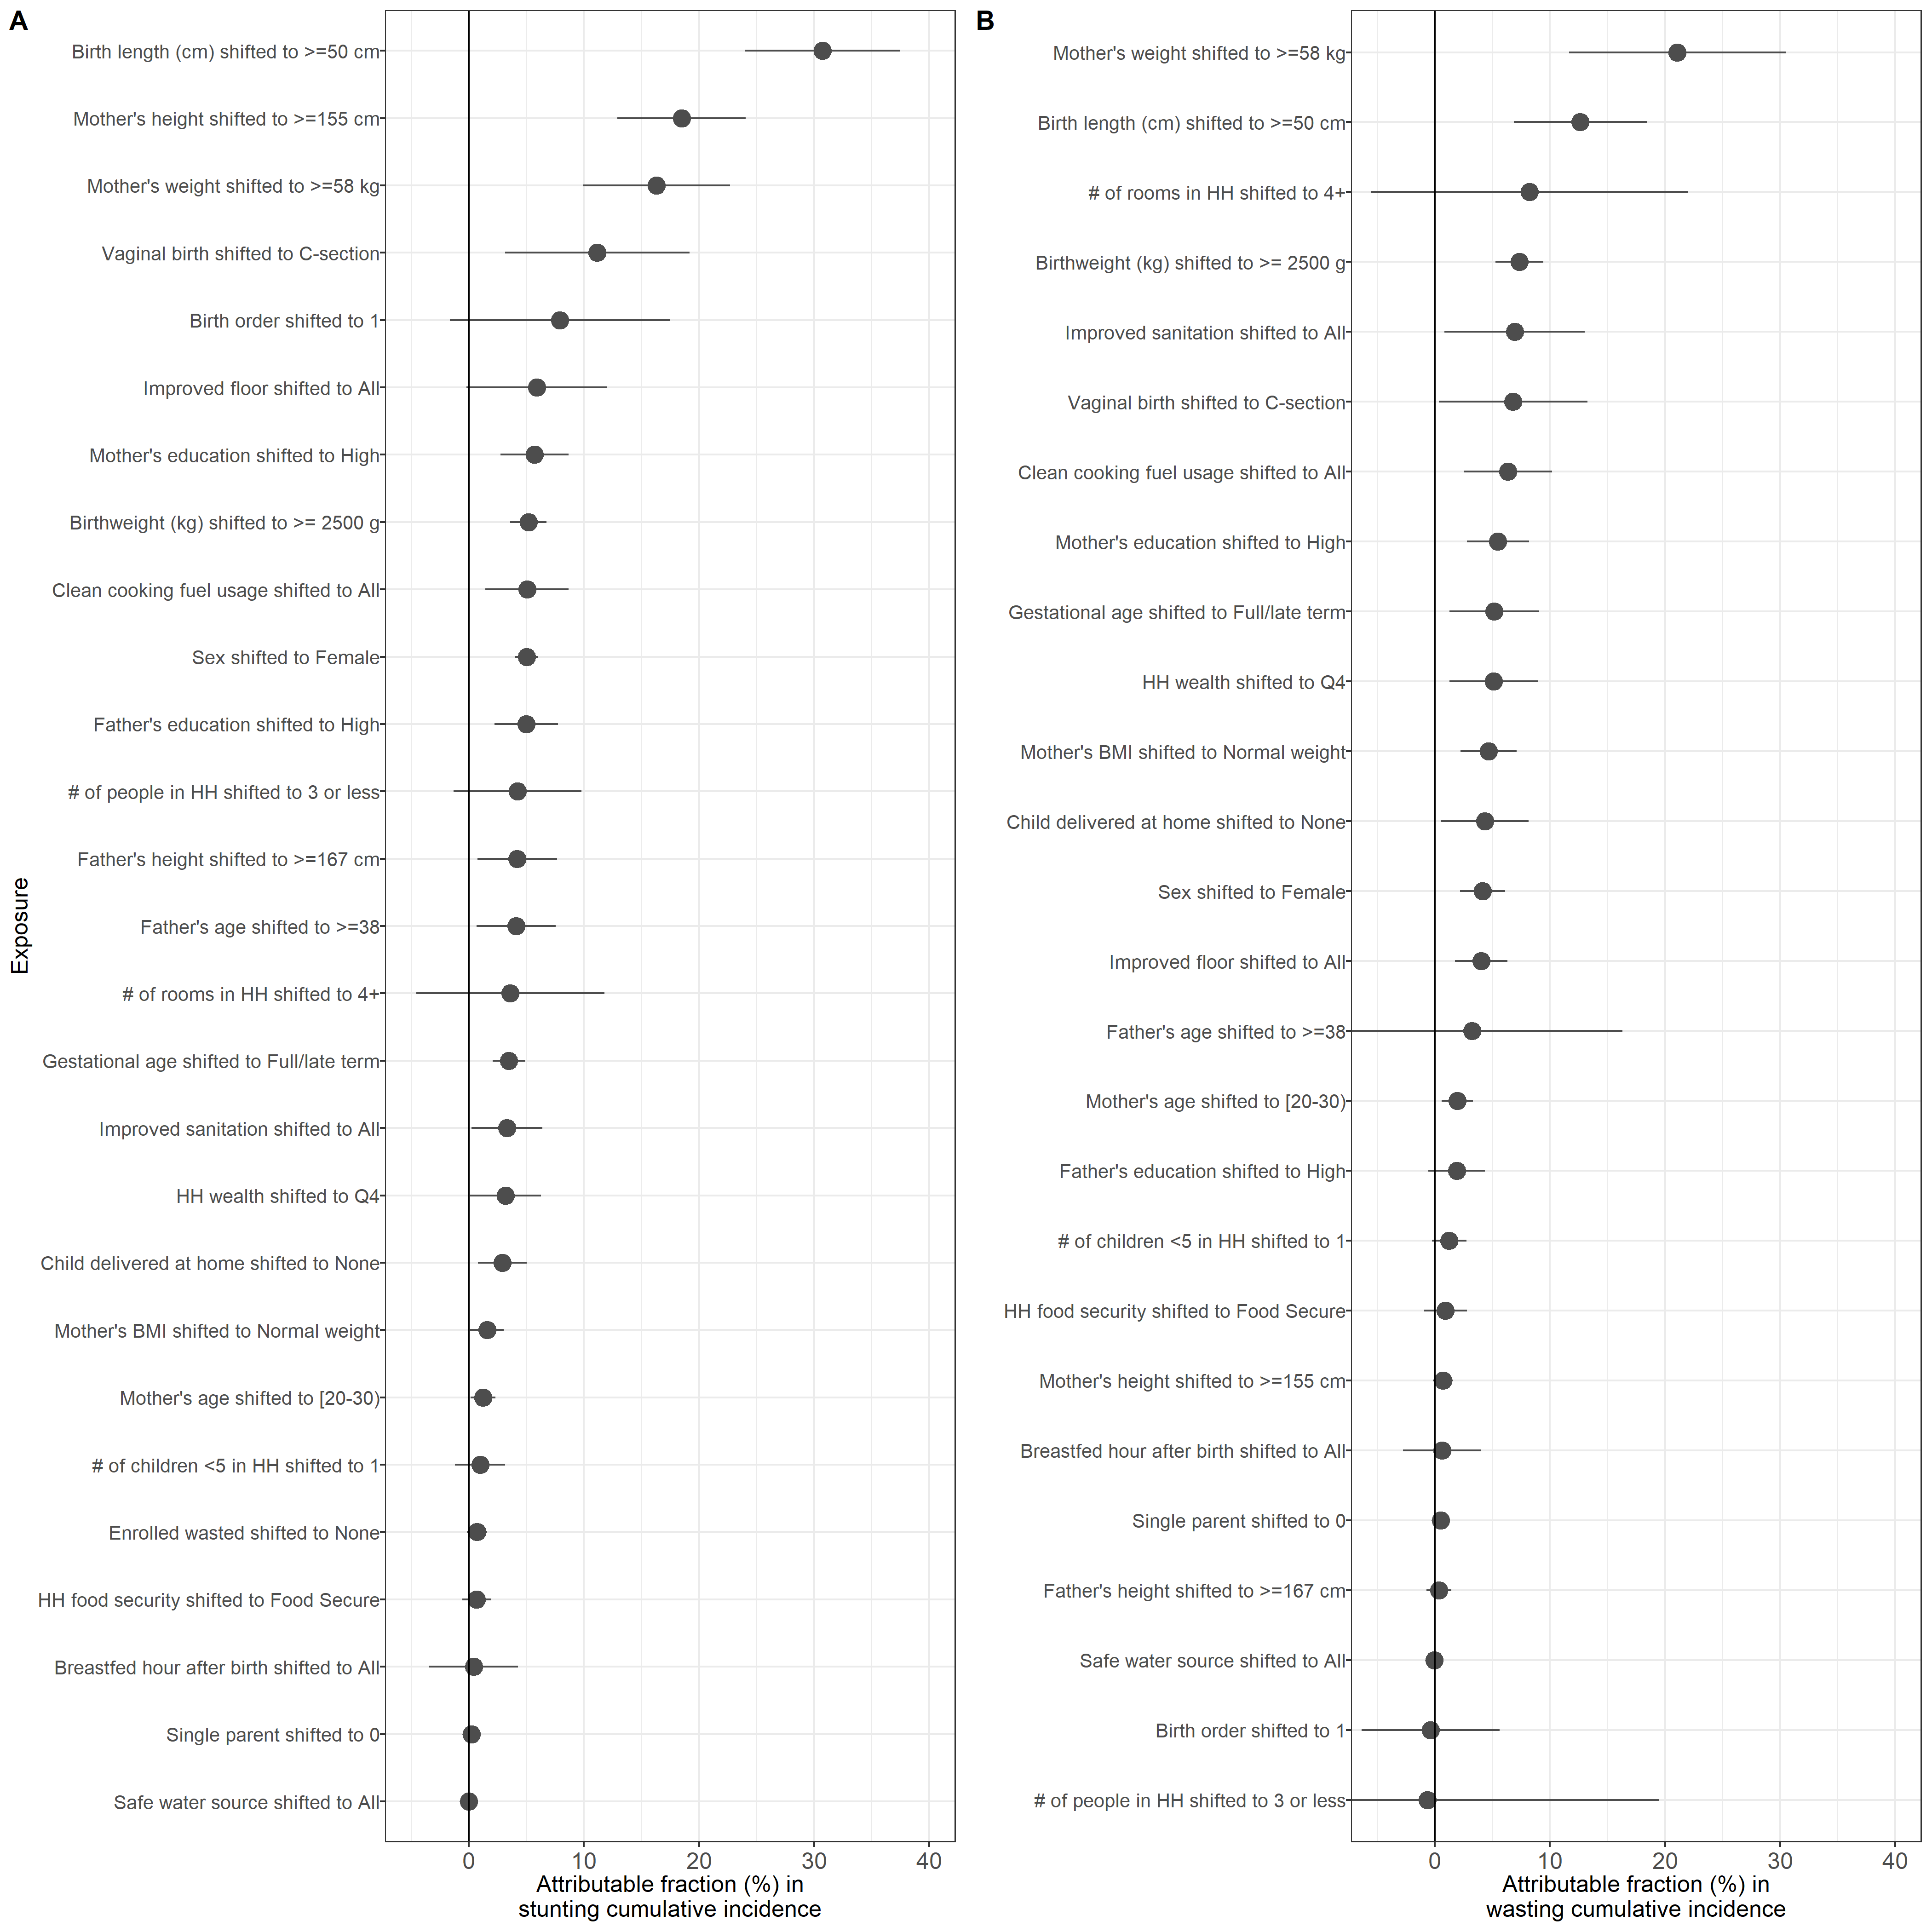 A
Birth length (cm) shifted to >=50 cm
Mother's height shifted to >=155 cm
Mother's weight shifted to >=58 kg
Vaginal birth shifted to C-section
Birth order shifted to 1
Improved floor shifted to All
Mother's education shifted to High
Birthweight (kg) shifted to >= 2500 g
Clean cooking fuel usage shifted to All
Sex shifted to Female
Father's education shifted to High
# of people in HH shifted to 3 or less
Father's height shifted to >=167 cm
Father's age shifted to >=38
# of rooms in HH shifted to 4+
Gestational age shifted to Full/late term
Improved sanitation shifted to All
HH wealth shifted to Q4
Child delivered at home shifted to None
Mother's BMI shifted to Normal weight
Mother's age shifted to [20-30)
# of children <5 in HH shifted to 1
Enrolled wasted shifted to None
HH food security shifted to Food Secure
Breastfed hour after birth shifted to All
Single parent shifted to 0
Safe water source shifted to All
Exposure
0 10 20 30 40
Attributable fraction (%) in
stunting cumulative incidence
B
Mother's weight shifted to >=58 kg
Birth length (cm) shifted to >=50 cm
# of rooms in HH shifted to 4+
Birthweight (kg) shifted to >= 2500 g
Improved sanitation shifted to All
Vaginal birth shifted to C-section
Clean cooking fuel usage shifted to All
Mother's education shifted to High
Gestational age shifted to Full/late term
HH wealth shifted to Q4
Mother's BMI shifted to Normal weight
Child delivered at home shifted to None
Sex shifted to Female
Improved floor shifted to All
Father's age shifted to >=38
Mother's age shifted to [20-30)
Father's education shifted to High
# of children <5 in HH shifted to 1
HH food security shifted to Food Secure
Mother's height shifted to >=155 cm
Breastfed hour after birth shifted to All
Single parent shifted to 0
Father's height shifted to >=167 cm
Safe water source shifted to All
Birth order shifted to 1
# of people in HH shifted to 3 or less
0 10 20 30 40
Attributable fraction (%) in
wasting cumulative incidence